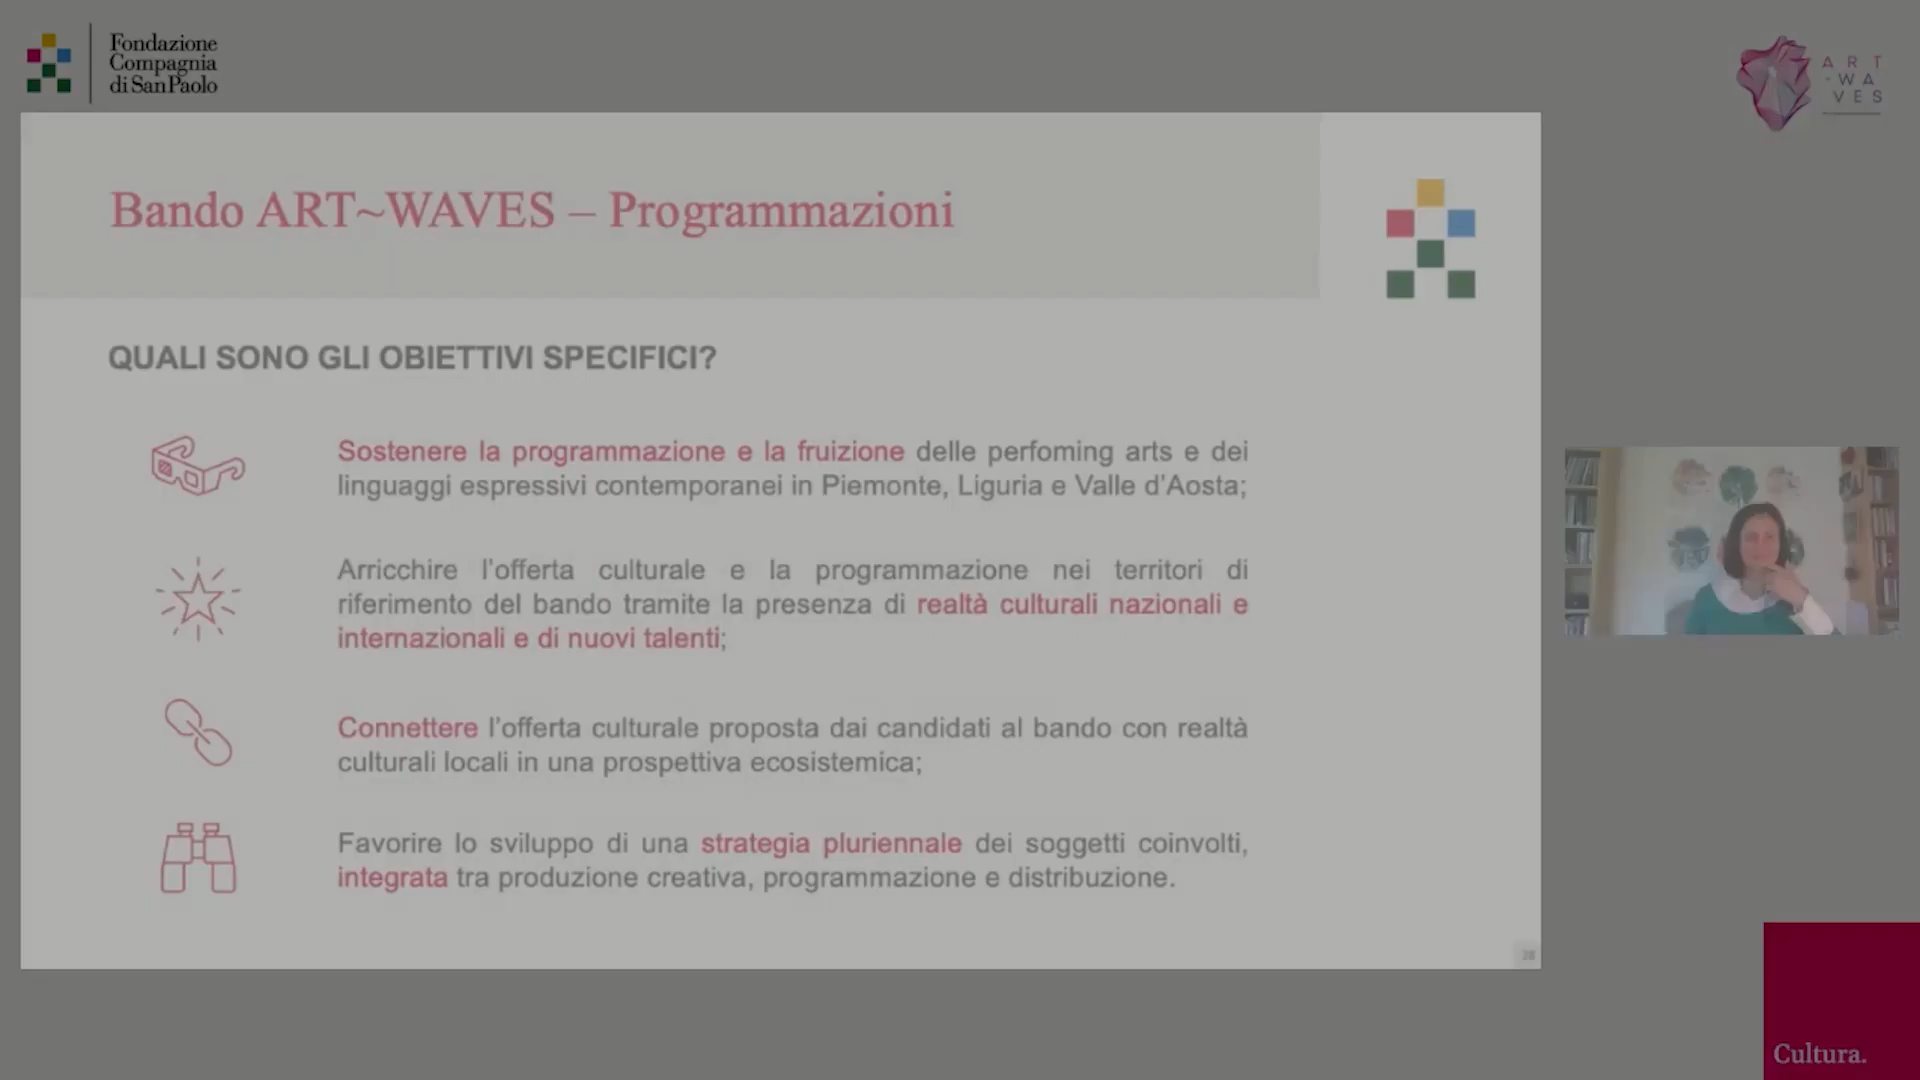 Fondazione
Compagnia
di San Paolo
ART
~WA
VES
Bando ART~WAVES – Programmazioni
QUALI SONO GLI OBIETTIVI SPECIFICI?
Sostenere la programmazione e la fruizione delle perfoming arts e dei
linguaggi espressivi contemporanei in Piemonte, Liguria e Valle d'Aosta;
Arricchire l'offerta culturale e la programmazione nei territori di
riferimento del bando tramite la presenza di realtà culturali nazionali e
internazionali e di nuovi talenti;
Connettere l'offerta culturale proposta dai candidati al bando con realtà
culturali locali in una prospettiva ecosistemica;
Favorire lo sviluppo di una strategia pluriennale dei soggetti coinvolti,
integrata tra produzione creativa, programmazione e distribuzione.
Cultura.